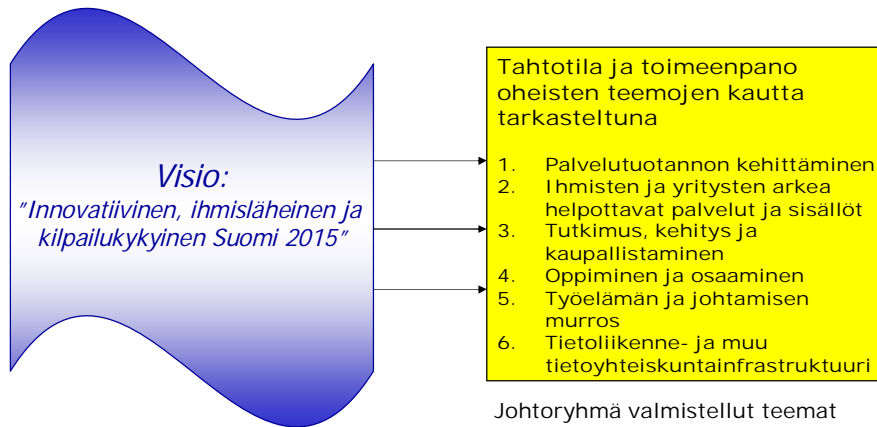 Visio:
"Innovatiivinen, ihmisläheinen ja
kilpailukykyinen Suomi 2015"
Tahtotila ja toimeenpano
oheisten teemojen kautta
tarkasteltuna
1. Palvelutuotannon kehittäminen
2. Ihmisten ja yritysten arkea
helpottavat palvelut ja sisällöt
3. Tutkimus, kehitys ja
kaupallistaminen
4. Oppiminen ja osaaminen
5. Työelämän ja johtamisen
murros
6. Tietoliikenne- ja muu
tietoyhteiskuntainfrastruktuuri
Johtoryhmä valmistellut teemat